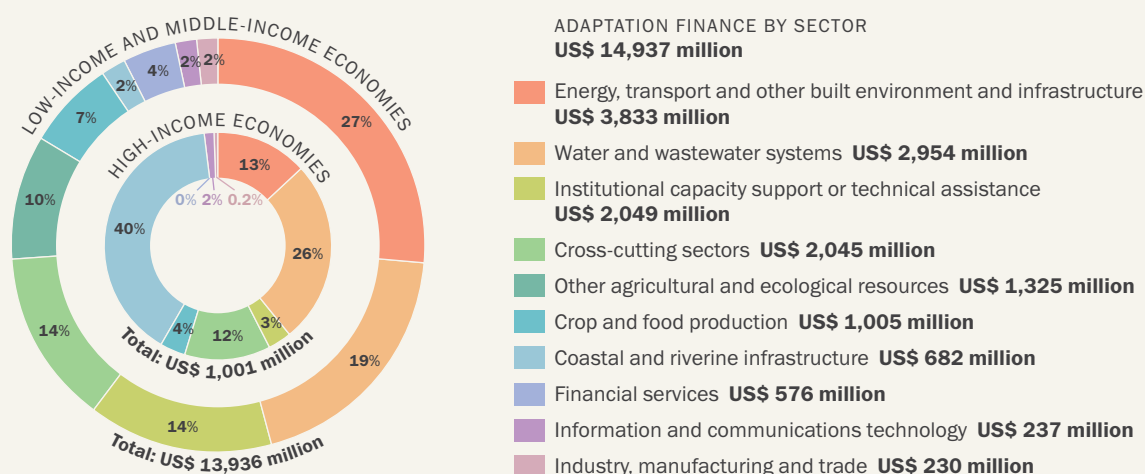 LOW-INCOME AND MIDDLE-INCOME ECONOMIES
27%
19%
14%
14%
10%
7%
2%
4%
2%
2%
Total: US$ 13,936 million
HIGH-INCOME ECONOMIES
13%
26%
3%
12%
4%
40%
0% 2% 0.2%
Total: US$ 1,001 million
ADAPTATION FINANCE BY SECTOR
US$ 14,937 million
Energy, transport and other built environment and infrastructure
US$ 3,833 million
Water and wastewater systems US$ 2,954 million
Institutional capacity support or technical assistance
US$ 2,049 million
Cross-cutting sectors US$ 2,045 million
Other agricultural and ecological resources US$ 1,325 million
Crop and food production US$ 1,005 million
Coastal and riverine infrastructure US$ 682 million
Financial services US$ 576 million
Information and communications technology US$ 237 million
Industry, manufacturing and trade US$ 230 million